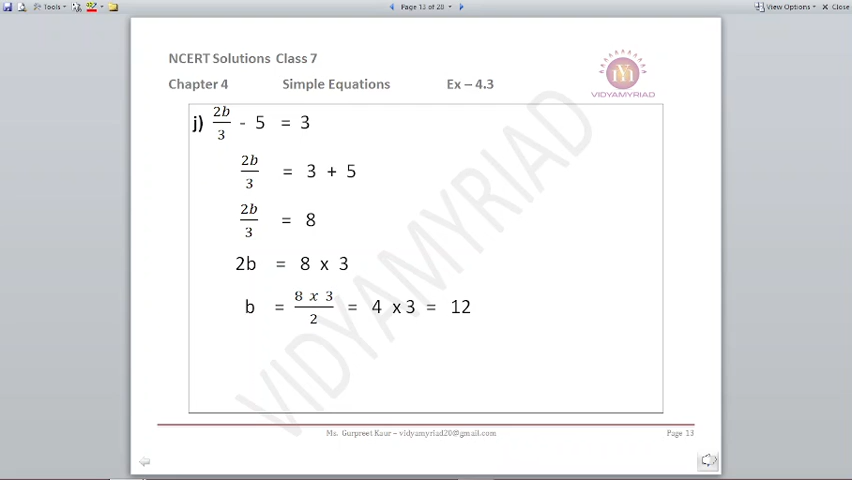 Tools
Page 13 of 20
View Options
Close
NCERT Solutions Class 7
Chapter 4 Simple Equations Ex – 4.3
VIDYAMYRIAD
j) 2b/3 - 5 = 3
2b/3 = 3 + 5
2b/3 = 8
2b = 8 x 3
b = 8 x 3/2 = 4 x 3 = 12
VIDYAMYRIAD
Ms. Gurpreet Kaur – vidyamyriad20@gmail.com
Page 13